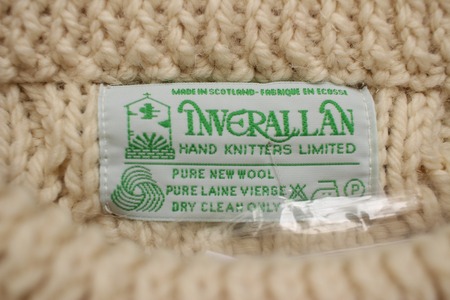 MADE IN SCOTLAND-FABRIQUE EN ECOSSE
INVERALLAN
HAND KNITTERS LIMITED
PURE NEW WOOL
PURE LAINE VIERGE
DRY CLEAN ONLY
P